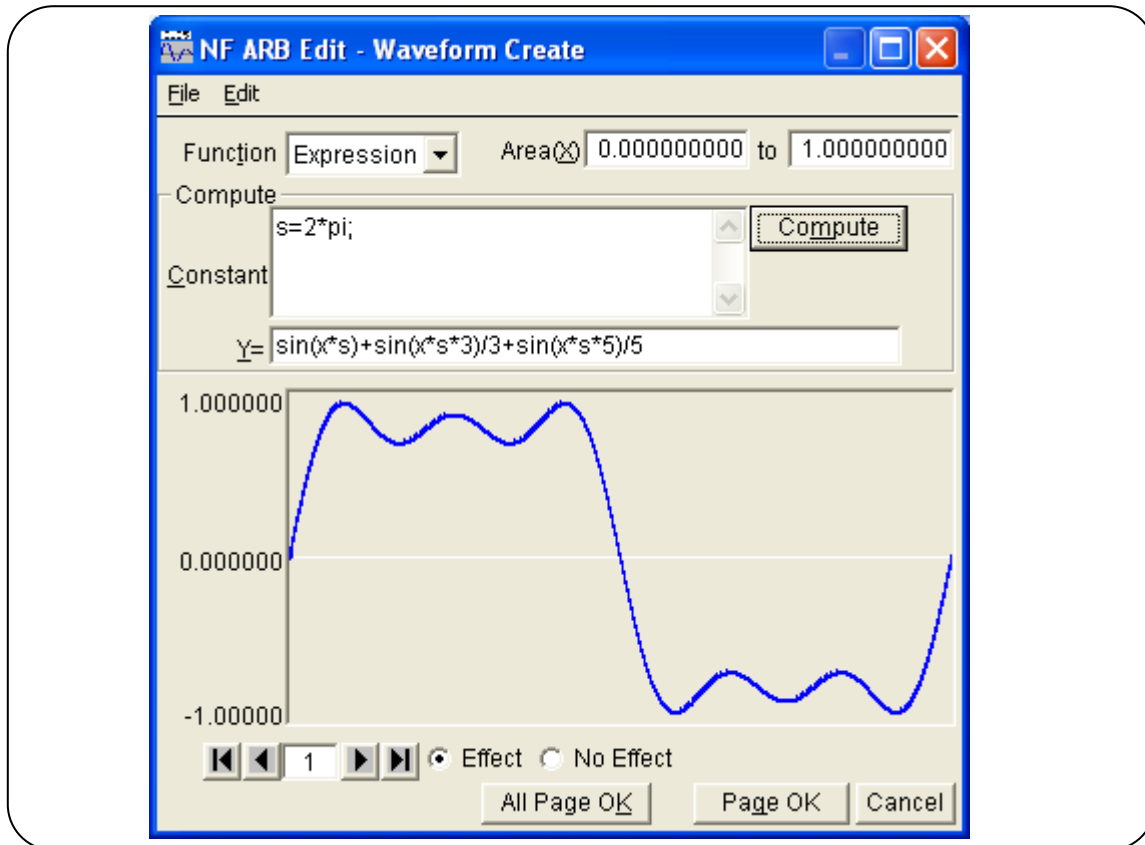 NF ARB Edit - Waveform Create
File Edit
Function Expression Area(X) 0.000000000 to 1.000000000
Compute
Constant s=2*pi; Compute
Y= sin(x*s)+sin(x*s*3)/3+sin(x*s*5)/5
1.000000
0.000000
-1.00000
1 Effect No Effect
All Page OK Page OK Cancel